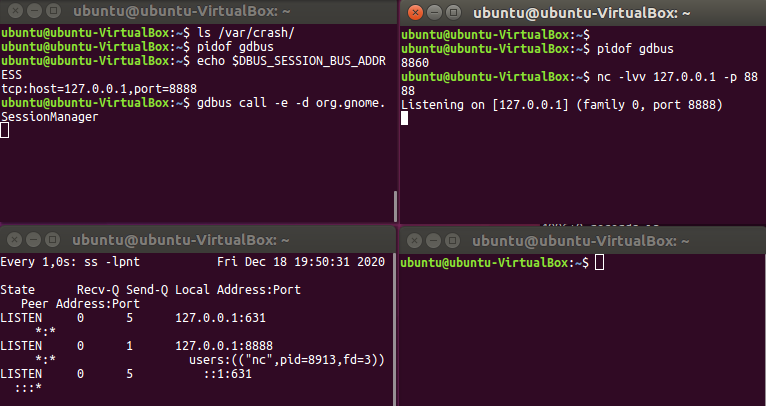 ubuntu@ubuntu-VirtualBox: ~
ubuntu@ubuntu-VirtualBox:~$ ls /var/crash/
ubuntu@ubuntu-VirtualBox:~$ pidof gdbus
ubuntu@ubuntu-VirtualBox:~$ echo $DBUS_SESSION_BUS_ADDR
ESS
tcp:host=127.0.0.1,port=8888
ubuntu@ubuntu-VirtualBox:~$ gdbus call -e -d org.gnome.
SessionManager
ubuntu@ubuntu-VirtualBox: ~
ubuntu@ubuntu-VirtualBox:~$
ubuntu@ubuntu-VirtualBox:~$ pidof gdbus
8860
ubuntu@ubuntu-VirtualBox:~$ nc -lvv 127.0.0.1 -p 88
88
Listening on [127.0.0.1] (family 0, port 8888)
ubuntu@ubuntu-VirtualBox: ~
Every 1,0s: ss -lpnt Fri Dec 18 19:50:31 2020
State Recv-Q Send-Q Local Address:Port
Peer Address:Port
LISTEN 0 5 127.0.0.1:631
*:*
LISTEN 0 1 127.0.0.1:8888
*:* users:(("nc",pid=8913,fd=3))
LISTEN 0 5 ::1:631
:::*
ubuntu@ubuntu-VirtualBox: ~
ubuntu@ubuntu-VirtualBox:~$